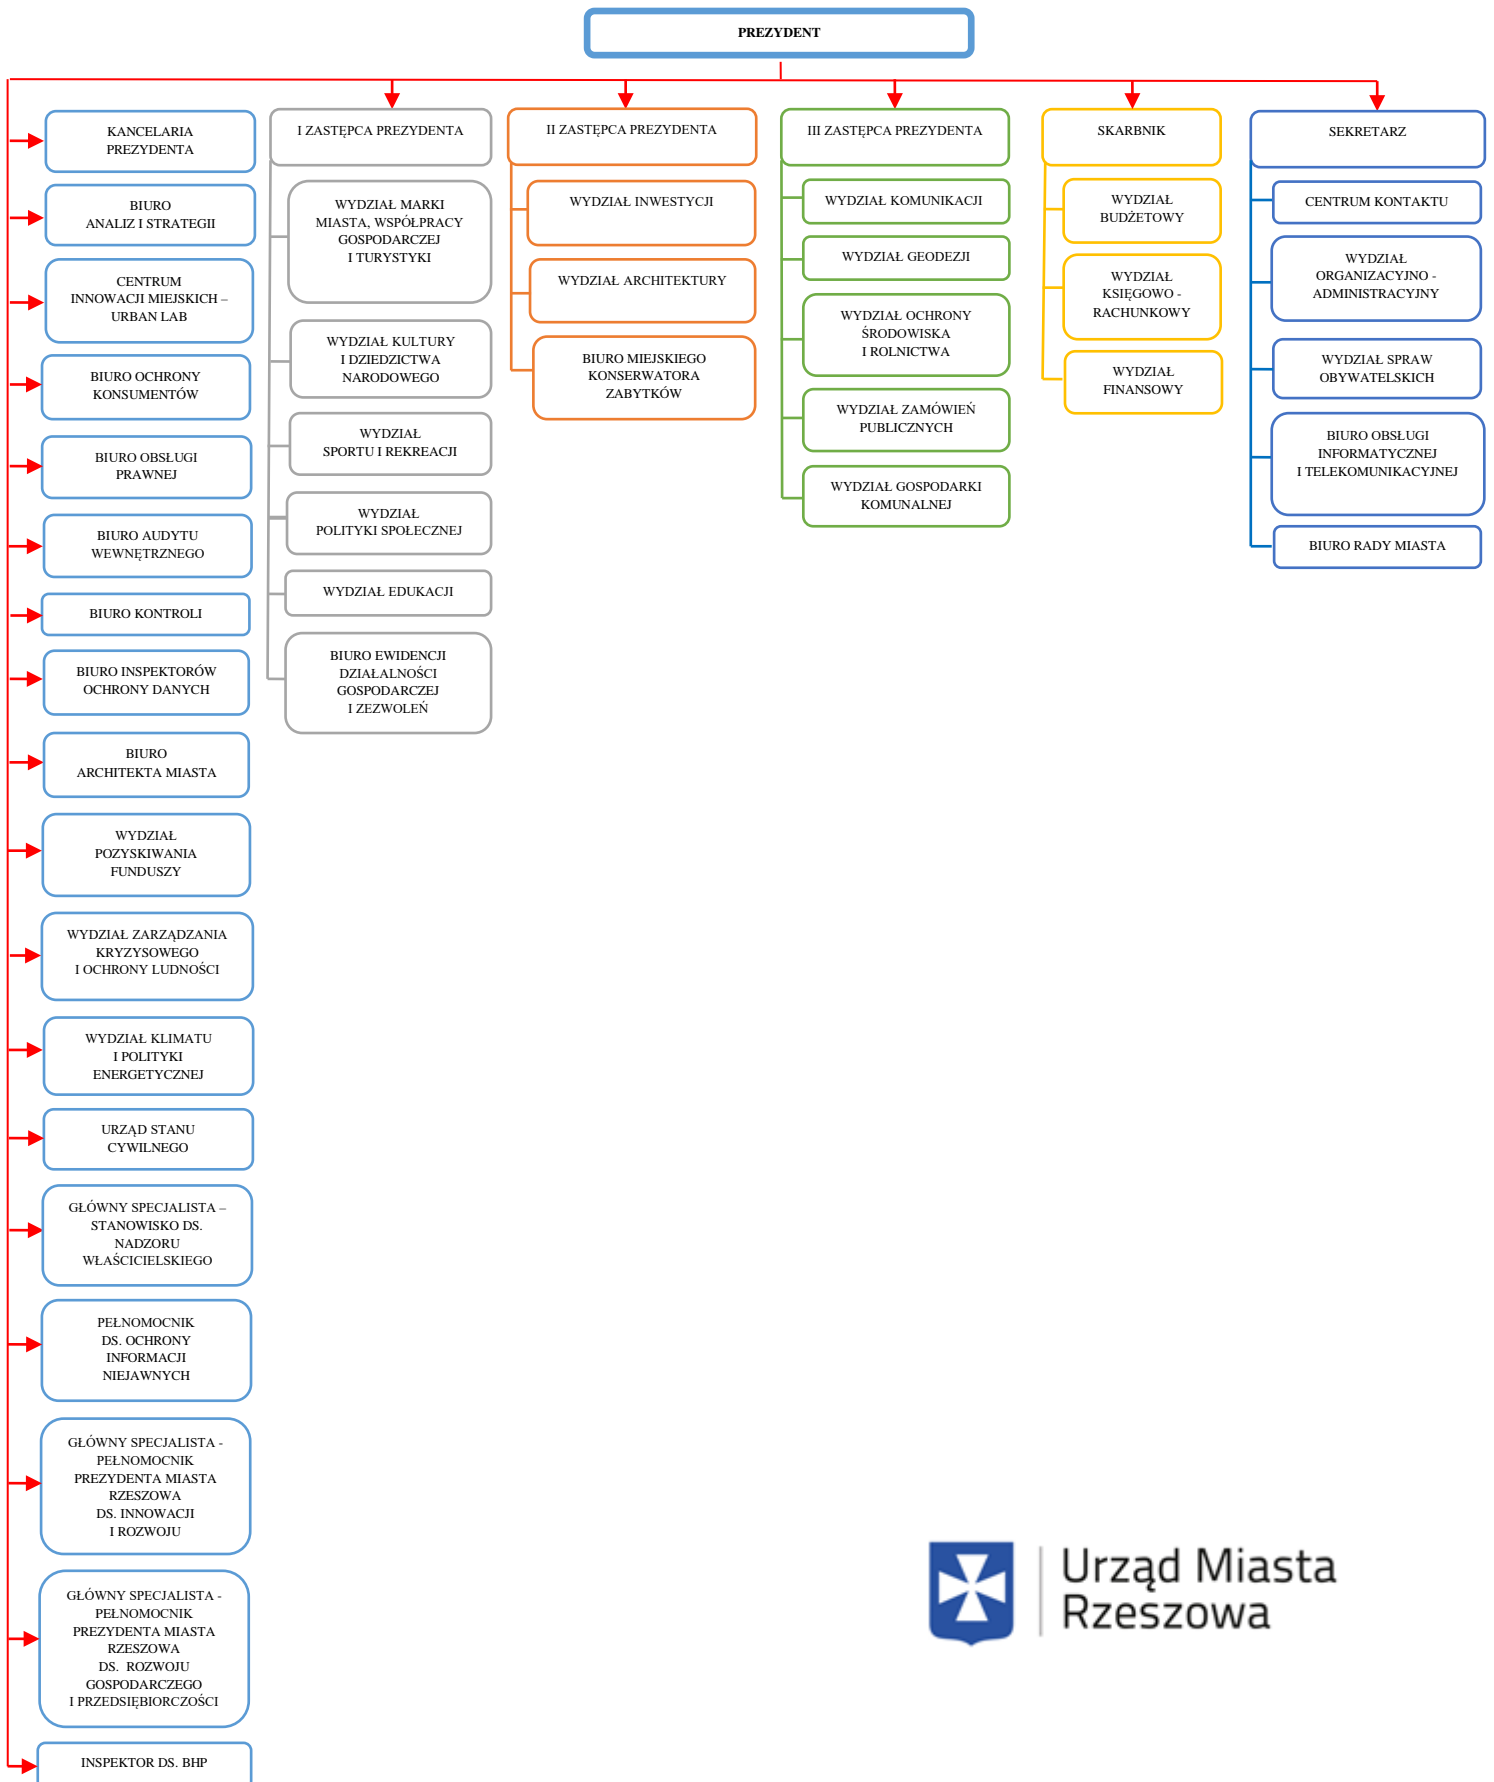 PREZYDENT
KANCELARIA
PREZYDENTA
BIURO
ANALIZ I STRATEGII
CENTRUM
INNOWACJI MIEJSKICH –
URBAN LAB
BIURO OCHRONY
KONSUMENTÓW
BIURO OBSŁUGI
PRAWNEJ
BIURO AUDYTU
WEWNĘTRZNEGO
BIURO KONTROLI
BIURO INSPEKTORÓW
OCHRONY DANYCH
BIURO
ARCHITEKTA MIASTA
WYDZIAŁ
POZYSKIWANIA
FUNDUSZY
WYDZIAŁ ZARZĄDZANIA
KRYZYSOWEGO
I OCHRONY LUDNOŚCI
WYDZIAŁ KLIMATU
I POLITYKI
ENERGETYCZNEJ
URZĄD STANU
CYWILNEGO
GŁÓWNY SPECJALISTA –
STANOWISKO DS.
NADZORU
WŁAŚCICIELSKIEGO
PEŁNOMOCNIK
DS. OCHRONY
INFORMACJI
NIEJAWNYCH
GŁÓWNY SPECJALISTA -
PEŁNOMOCNIK
PREZYDENTA MIASTA
RZESZOWA
DS. INNOWACJI
I ROZWOJU
GŁÓWNY SPECJALISTA -
PEŁNOMOCNIK
PREZYDENTA MIASTA
RZESZOWA
DS. ROZWOJU
GOSPODARCZEGO
I PRZEDSIĘBIORCZOŚCI
INSPEKTOR DS. BHP
I ZASTĘPCA PREZYDENTA
WYDZIAŁ MARKI
MIASTA, WSPÓŁPRACY
GOSPODARCZEJ
I TURYSTYKI
WYDZIAŁ KULTURY
I DZIEDZICTWA
NARODOWEGO
WYDZIAŁ
SPORTU I REKREACJI
WYDZIAŁ
POLITYKI SPOŁECZNEJ
WYDZIAŁ EDUKACJI
BIURO EWIDENCJI
DZIAŁALNOŚCI
GOSPODARCZEJ
I ZEZWOLEŃ
II ZASTĘPCA PREZYDENTA
WYDZIAŁ INWESTYCJI
WYDZIAŁ ARCHITEKTURY
BIURO MIEJSKIEGO
KONSERWATORA
ZABYTKÓW
III ZASTĘPCA PREZYDENTA
WYDZIAŁ KOMUNIKACJI
WYDZIAŁ GEODEZJI
WYDZIAŁ OCHRONY
ŚRODOWISKA
I ROLNICTWA
WYDZIAŁ ZAMÓWIEŃ
PUBLICZNYCH
WYDZIAŁ GOSPODARKI
KOMUNALNEJ
SKARBNIK
WYDZIAŁ
BUDŻETOWY
WYDZIAŁ
KSIĘGOWO -
RACHUNKOWY
WYDZIAŁ
FINANSOWY
SEKRETARZ
CENTRUM KONTAKTU
WYDZIAŁ
ORGANIZACYJNO -
ADMINISTRACYJNY
WYDZIAŁ SPRAW
OBYWATELSKICH
BIURO OBSŁUGI
INFORMATYCZNEJ
I TELEKOMUNIKACYJNEJ
BIURO RADY MIASTA
Urząd Miasta
Rzeszowa